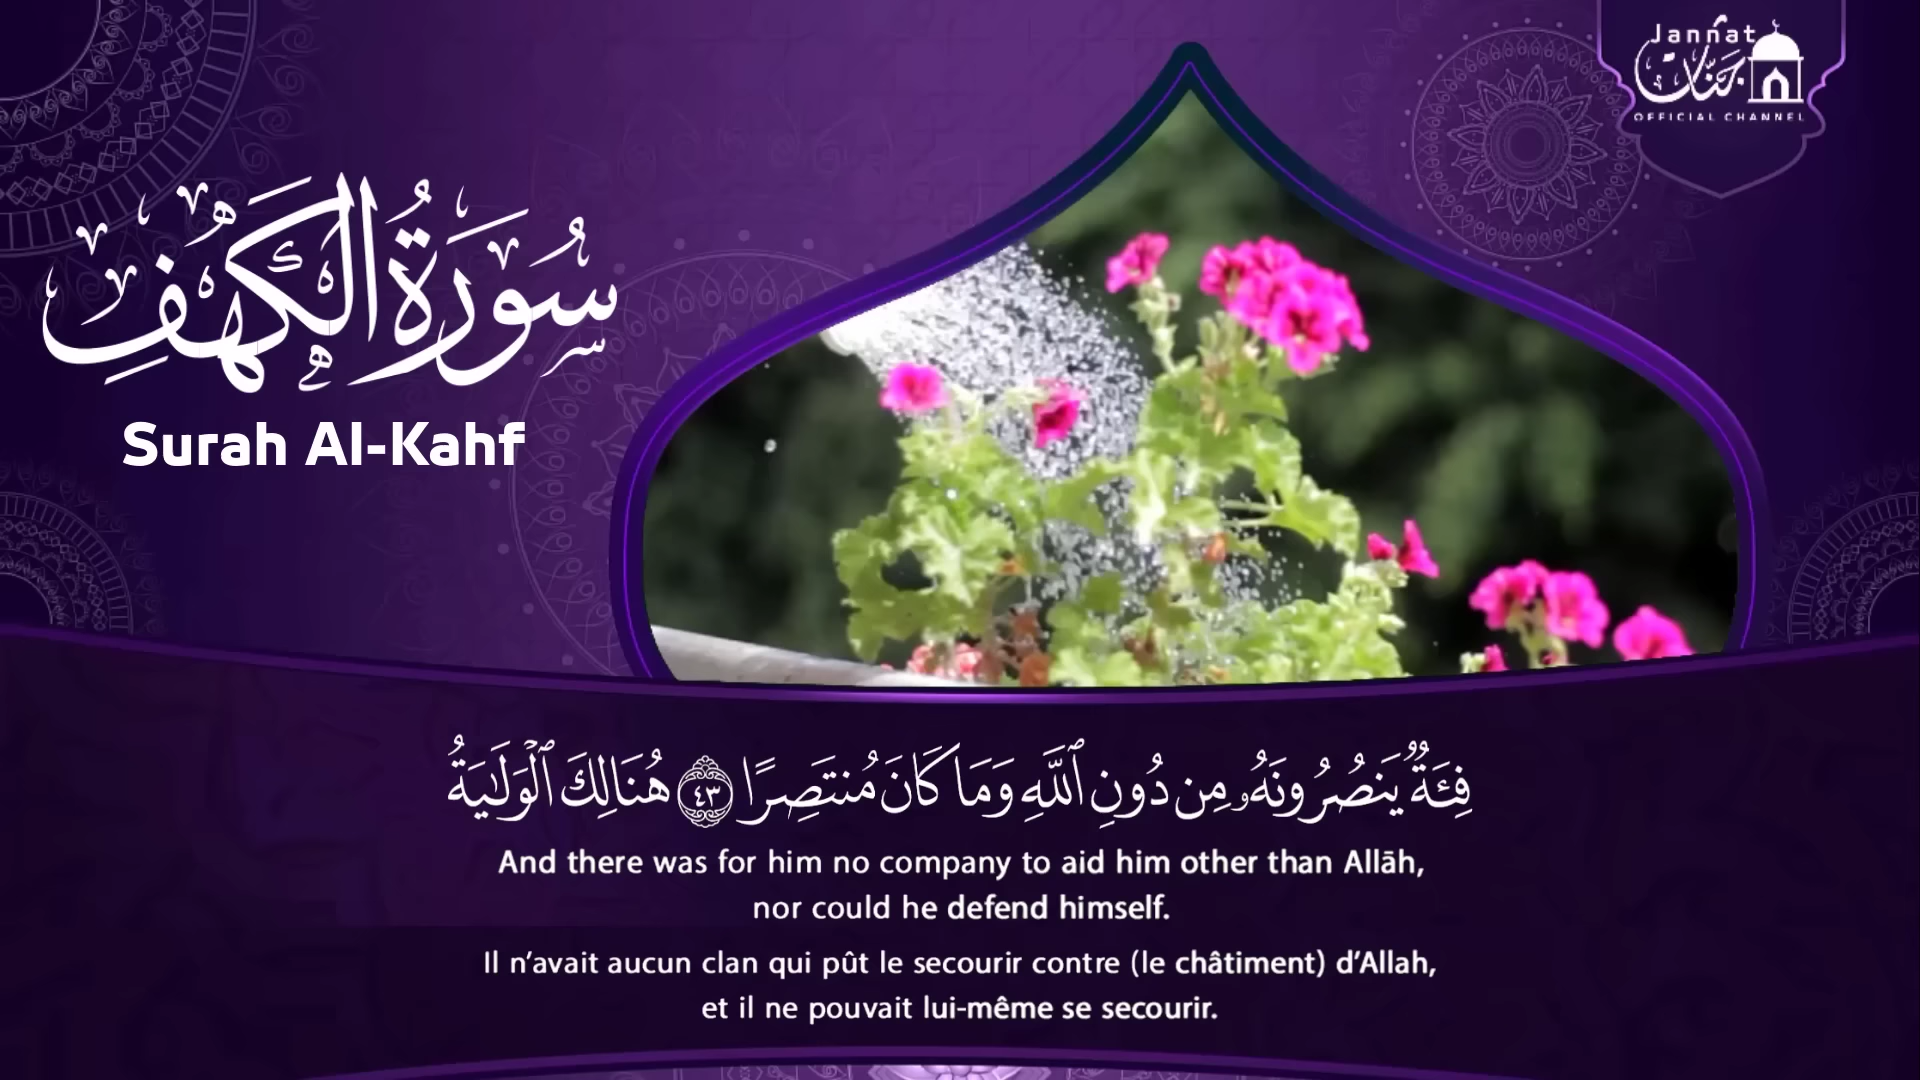 Jannat
جنات
OFFICIAL CHANNEL
سُورَةُ الكَهْفِ
Surah Al-Kahf
فِئَةٌ يَنصُرُونَهُۥ مِن دُونِ ٱللَّهِ وَمَا كَانَ مُنتَصِرًا ٤٣ هُنَالِكَ ٱلْوَلَـٰيَةُ
And there was for him no company to aid him other than Allāh,
nor could he defend himself.
Il n’avait aucun clan qui pût le secourir contre (le châtiment) d’Allah,
et il ne pouvait lui-même se secourir.